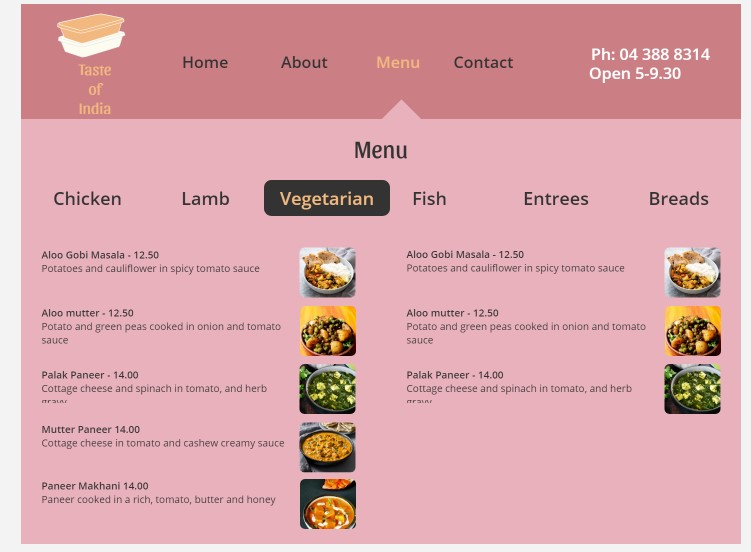 Taste
of
India
Home About Menu Contact
Ph: 04 388 8314
Open 5-9.30
Menu
Chicken Lamb Vegetarian Fish Entrees Breads
Aloo Gobi Masala - 12.50
Potatoes and cauliflower in spicy tomato sauce
Aloo mutter - 12.50
Potato and green peas cooked in onion and tomato
sauce
Palak Paneer - 14.00
Cottage cheese and spinach in tomato, and herb
gravy
Mutter Paneer 14.00
Cottage cheese in tomato and cashew creamy sauce
Paneer Makhani 14.00
Paneer cooked in a rich, tomato, butter and honey
Aloo Gobi Masala - 12.50
Potatoes and cauliflower in spicy tomato sauce
Aloo mutter - 12.50
Potato and green peas cooked in onion and tomato
sauce
Palak Paneer - 14.00
Cottage cheese and spinach in tomato, and herb
gravy